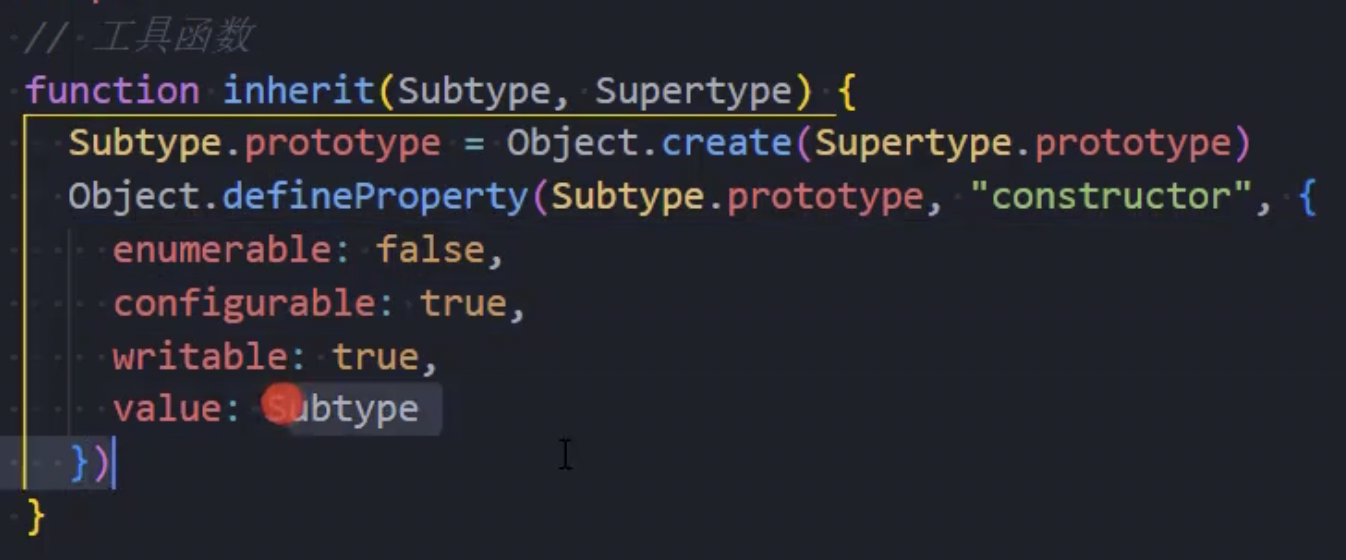 // 工具函数
function inherit(Subtype, Supertype) {
  Subtype.prototype = Object.create(Supertype.prototype)
  Object.defineProperty(Subtype.prototype, "constructor", {
    enumerable: false,
    configurable: true,
    writable: true,
    value: Subtype
  })
}